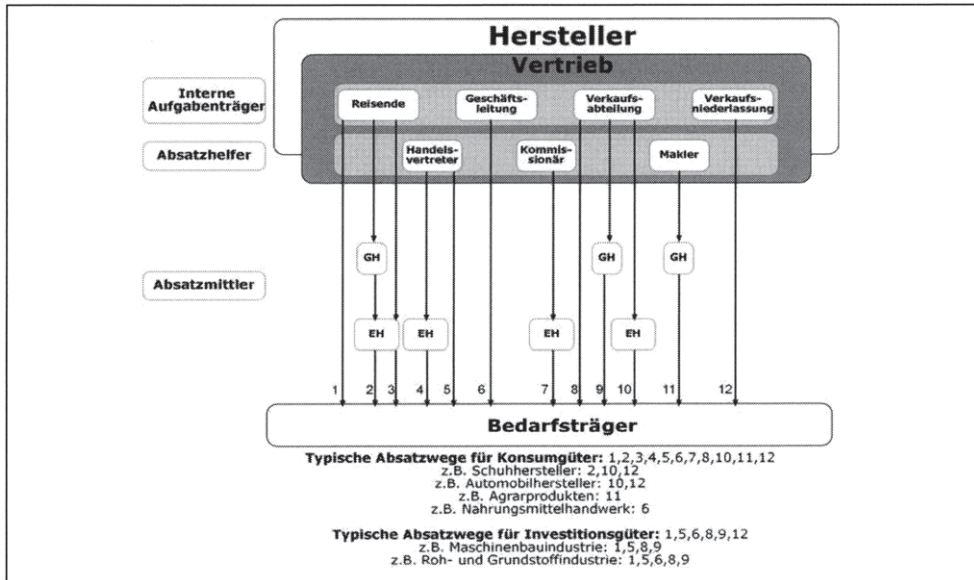 Hersteller
Vertrieb
Interne
Aufgabenträger
Reisende
Geschäfts-
leitung
Verkaufs-
abteilung
Verkaufs-
niederlassung
Absatzhelfer
Handels-
vertreter
Kommis-
sionär
Makler
GH
GH
GH
Absatzmittler
EH
EH
EH
EH
1 2 3 4 5 6 7 8 9 10 11 12
Bedarfsträger
Typische Absatzwege für Konsumgüter: 1,2,3,4,5,6,7,8,10,11,12
z.B. Schuhhersteller: 2,10,12
z.B. Automobilhersteller: 10,12
z.B. Agrarprodukten: 11
z.B. Nahrungsmittelhandwerk: 6
Typische Absatzwege für Investitionsgüter: 1,5,6,8,9,12
z.B. Maschinenbauindustrie: 1,5,8,9
z.B. Roh- und Grundstoffindustrie: 1,5,6,8,9